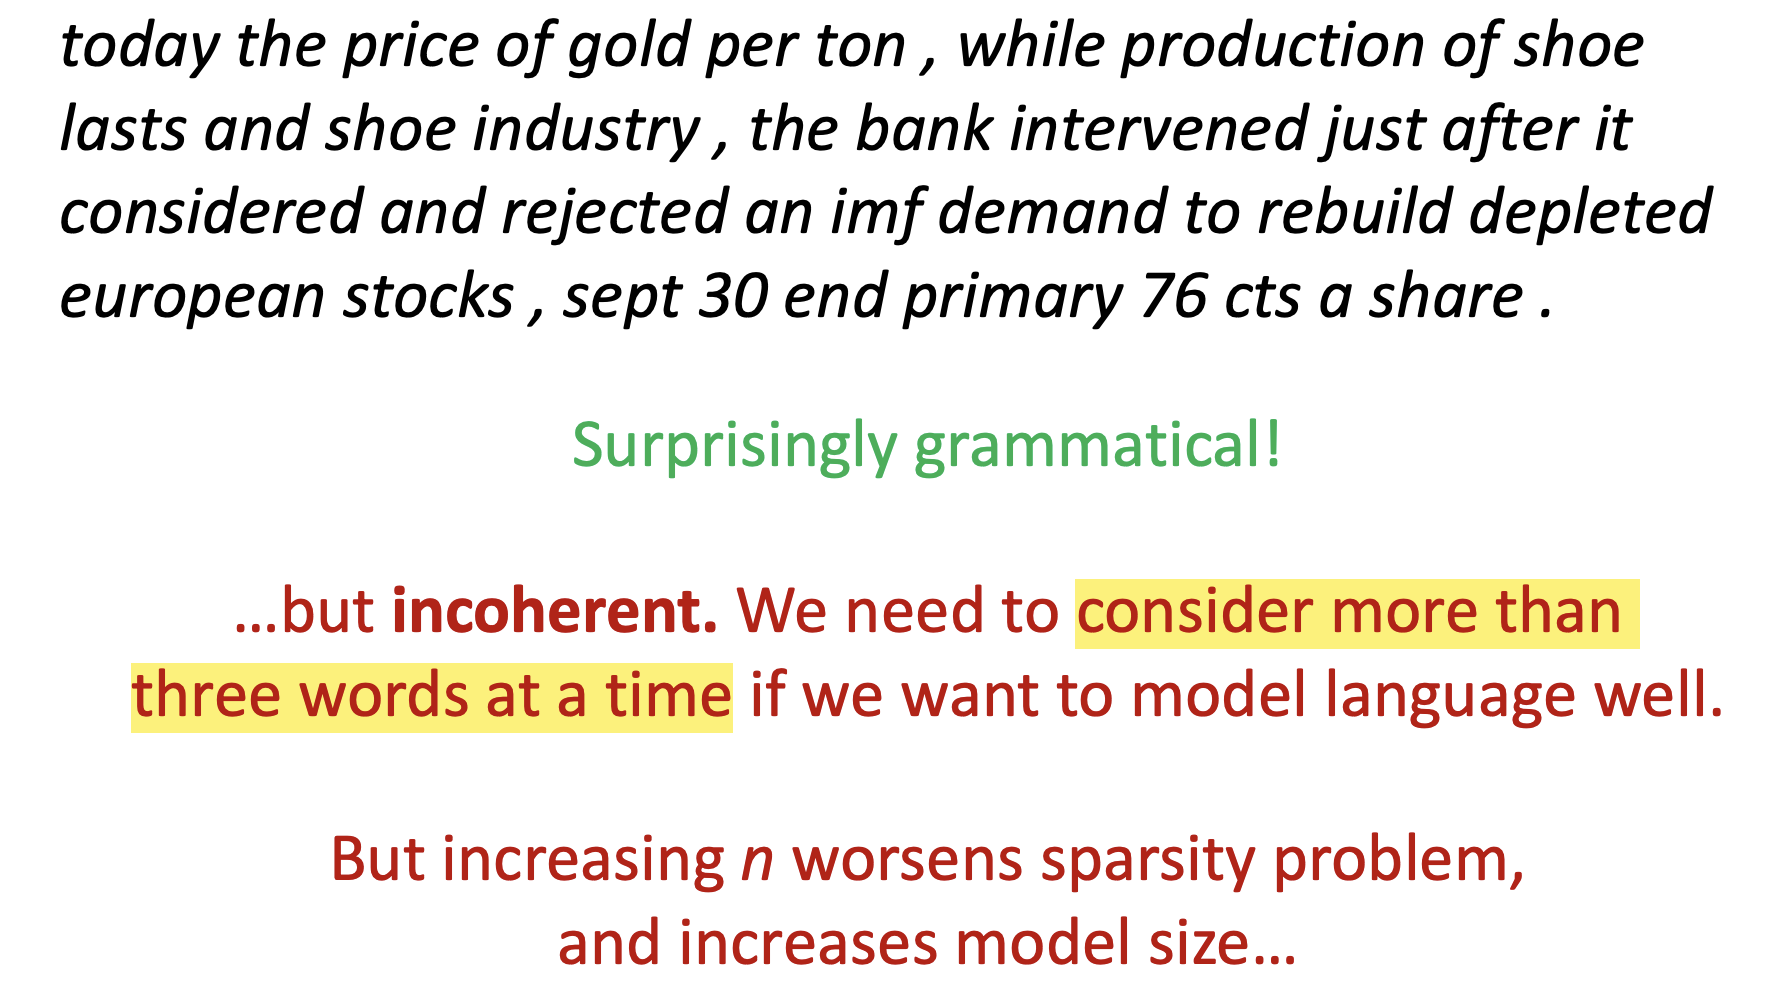 today the price of gold per ton , while production of shoe
lasts and shoe industry , the bank intervened just after it
considered and rejected an imf demand to rebuild depleted
european stocks , sept 30 end primary 76 cts a share .
Surprisingly grammatical!
…but incoherent. We need to consider more than
three words at a time if we want to model language well.
But increasing n worsens sparsity problem,
and increases model size…